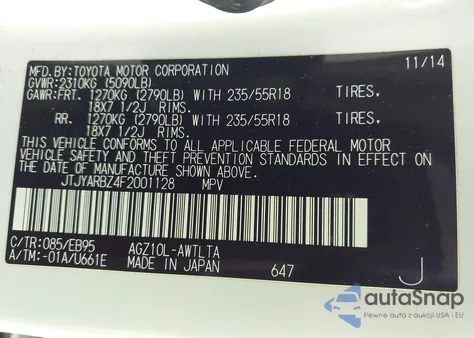 MFD.BY: TOYOTA MOTOR CORPORATION 11/14
GVWR: 2310KG (5090LB)
GAWR: FRT. 1270KG (2790LB) WITH 235/55R18 TIRES.
18X7 1/2J RIMS.
RR. 1270KG (2790LB) WITH 235/55R18 TIRES.
18X7 1/2J RIMS.
THIS VEHICLE CONFORMS TO ALL APPLICABLE FEDERAL MOTOR
VEHICLE SAFETY AND THEFT PREVENTION STANDARDS IN EFFECT ON
THE DATE OF MANUFACTURE SHOWN ABOVE.
JTJYARBZ4F2001128 MPV
C/TR: 085/EB95 AGZ10L-AWTLTA
A/TM: -01A/U661E MADE IN JAPAN 647 J
autoSnap
Pewne auta z USA i EU